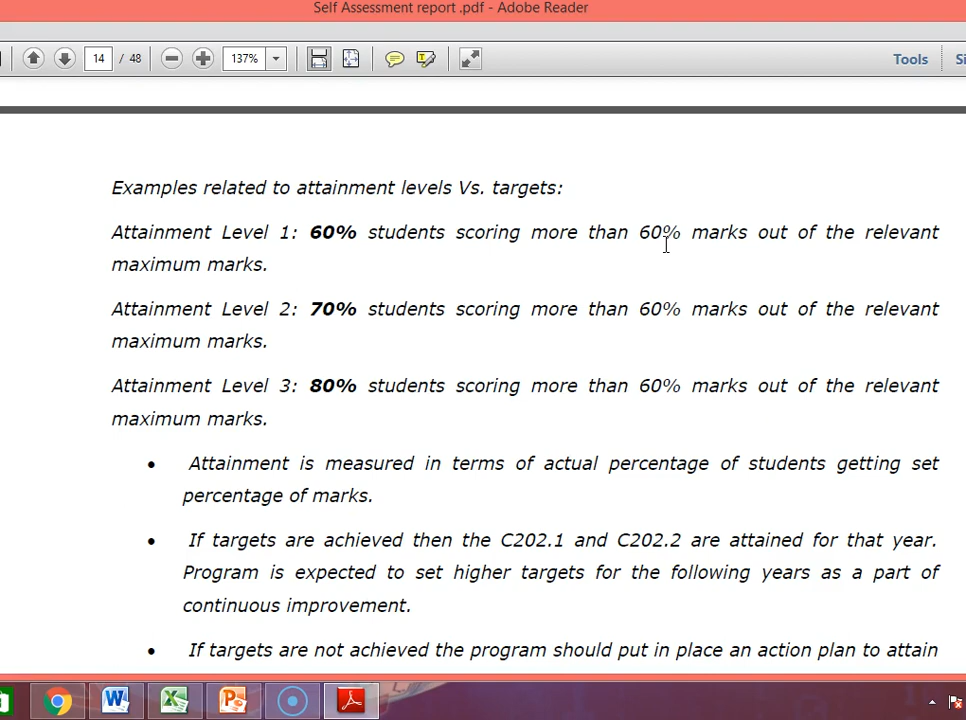 Self Assessment report .pdf - Adobe Reader
14 / 48 137% Tools
Examples related to attainment levels Vs. targets:
Attainment Level 1: 60% students scoring more than 60% marks out of the relevant
maximum marks.
Attainment Level 2: 70% students scoring more than 60% marks out of the relevant
maximum marks.
Attainment Level 3: 80% students scoring more than 60% marks out of the relevant
maximum marks.
• Attainment is measured in terms of actual percentage of students getting set
percentage of marks.
• If targets are achieved then the C202.1 and C202.2 are attained for that year.
Program is expected to set higher targets for the following years as a part of
continuous improvement.
• If targets are not achieved the program should put in place an action plan to attain